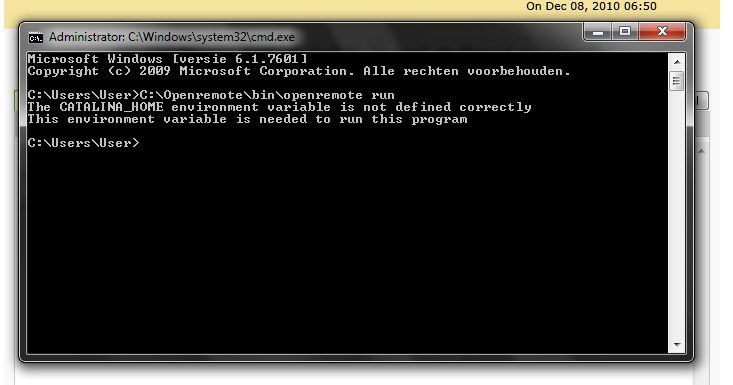 On Dec 08, 2010 06:50
Administrator: C:\Windows\system32\cmd.exe
Microsoft Windows [versie 6.1.7601]
Copyright (c) 2009 Microsoft Corporation. Alle rechten voorbehouden.
C:\Users\User>C:\Openremote\bin\openremote run
The CATALINA_HOME environment variable is not defined correctly
This environment variable is needed to run this program
C:\Users\User>